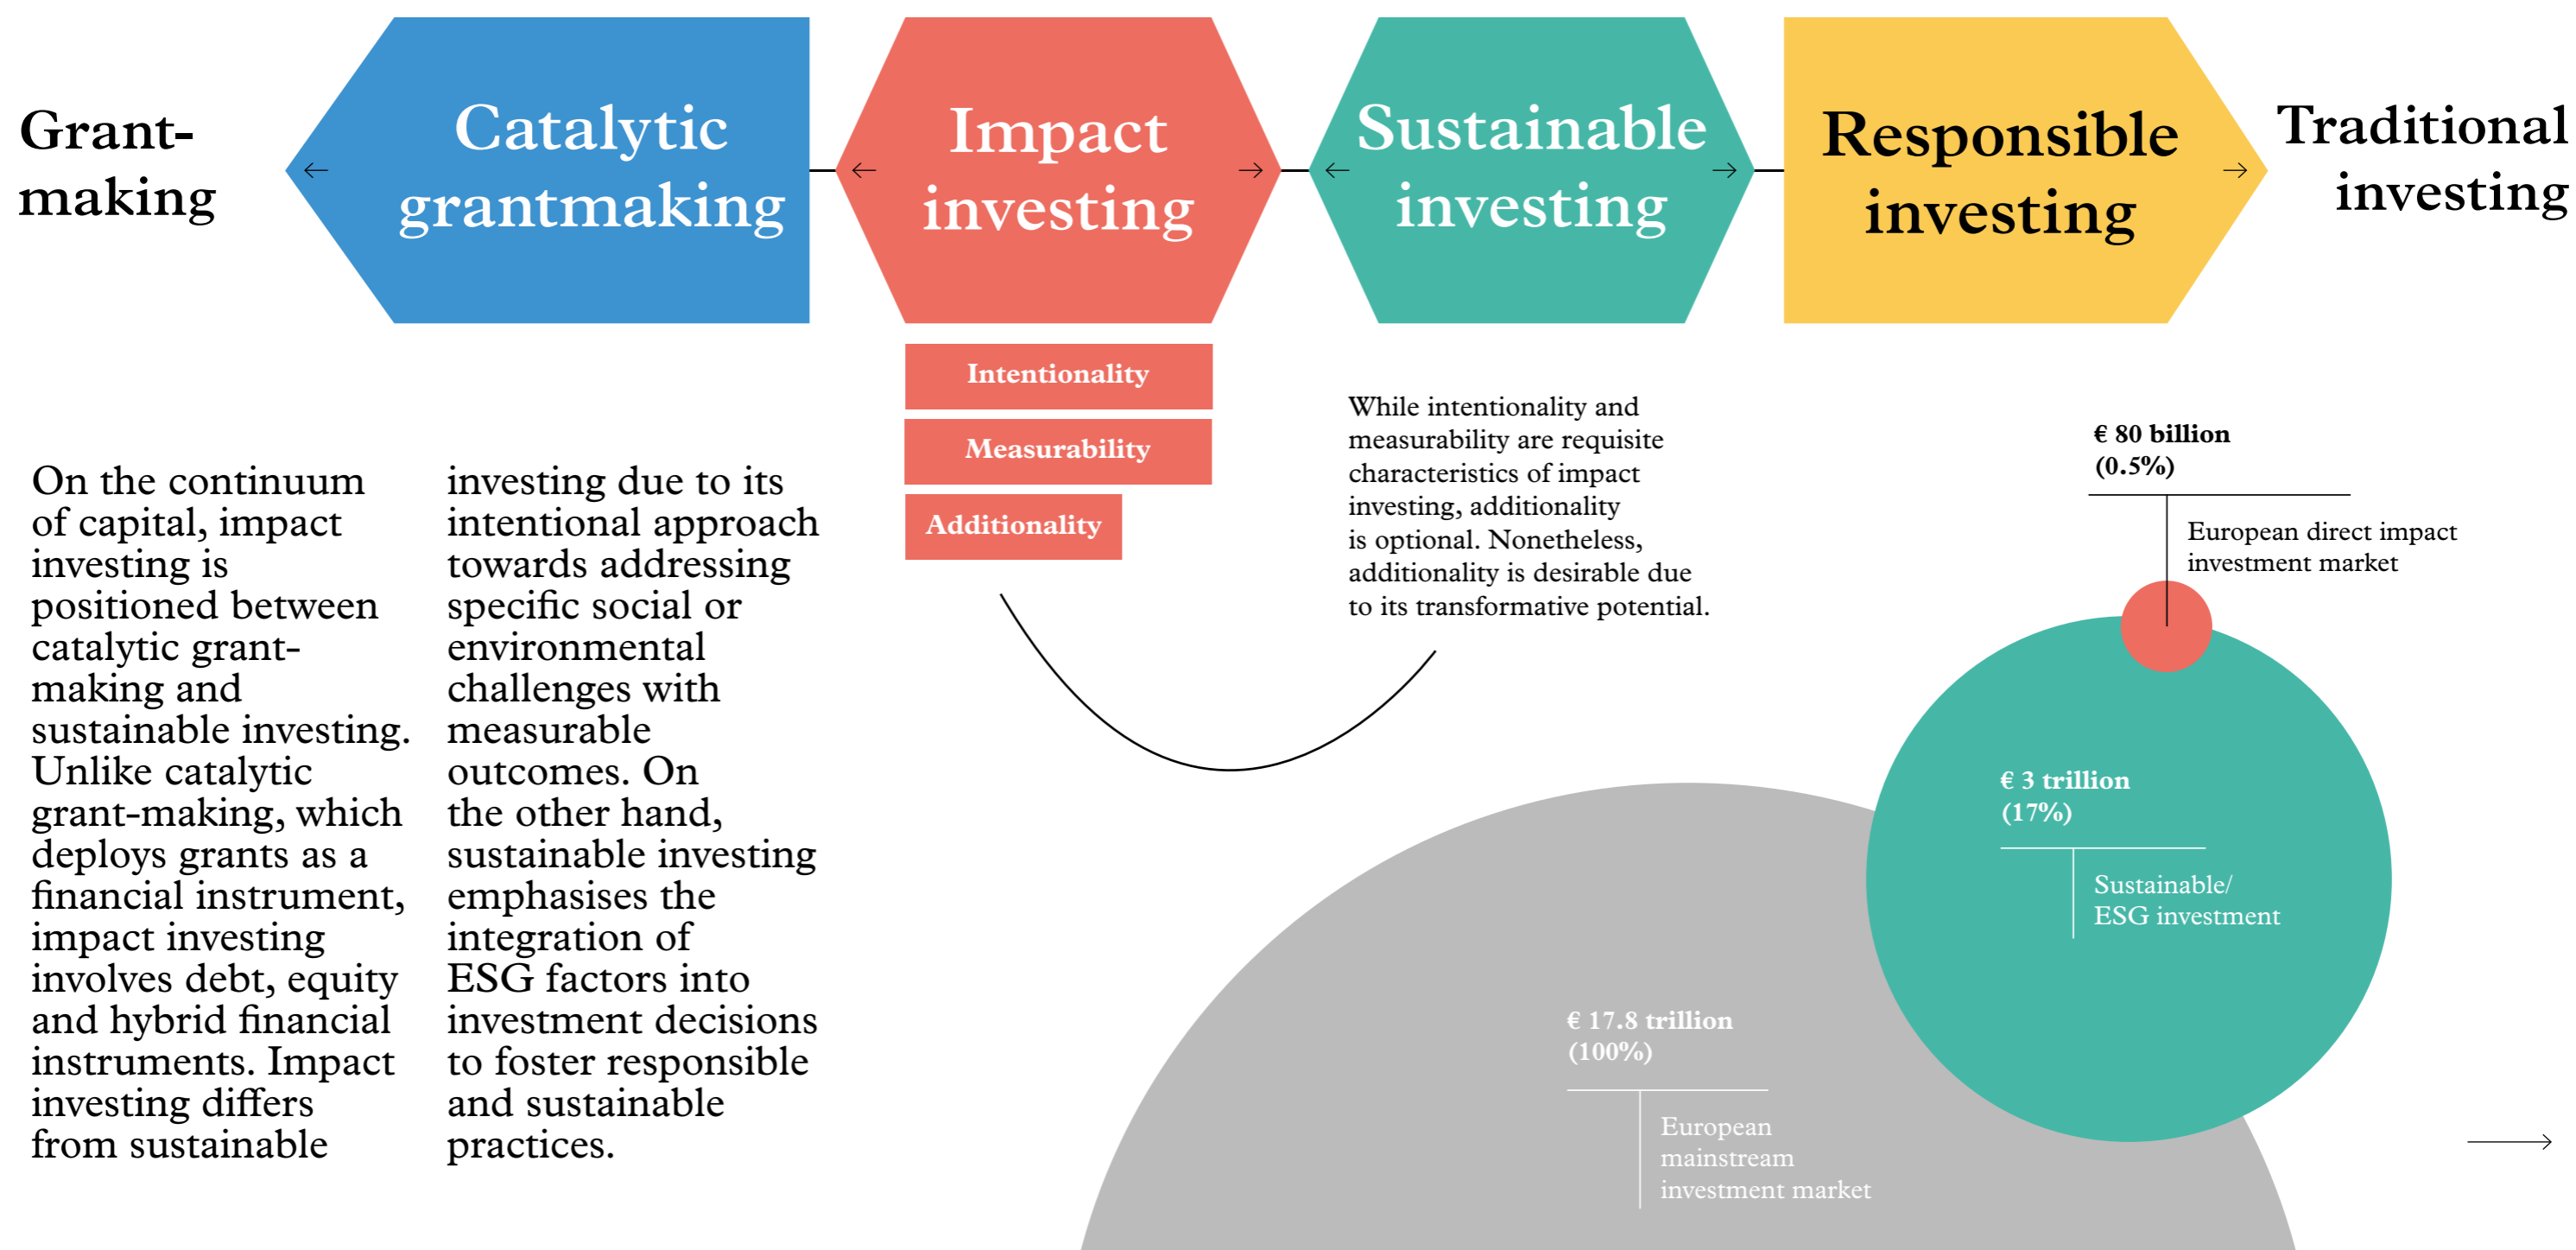 Grant-
making
Catalytic
grantmaking
Impact
investing
Sustainable
investing
Responsible
investing
Traditional
investing
Intentionality
Measurability
Additionality
On the continuum
of capital, impact
investing is
positioned between
catalytic grant-
making and
sustainable investing.
Unlike catalytic
grant-making, which
deploys grants as a
financial instrument,
impact investing
involves debt, equity
and hybrid financial
instruments. Impact
investing differs
from sustainable
investing due to its
intentional approach
towards addressing
specific social or
environmental
challenges with
measurable
outcomes. On
the other hand,
sustainable investing
emphasises the
integration of
ESG factors into
investment decisions
to foster responsible
and sustainable
practices.
While intentionality and
measurability are requisite
characteristics of impact
investing, additionality
is optional. Nonetheless,
additionality is desirable due
to its transformative potential.
€ 80 billion
(0.5%)
European direct impact
investment market
€ 3 trillion
(17%)
Sustainable/
ESG investment
€ 17.8 trillion
(100%)
European
mainstream
investment market